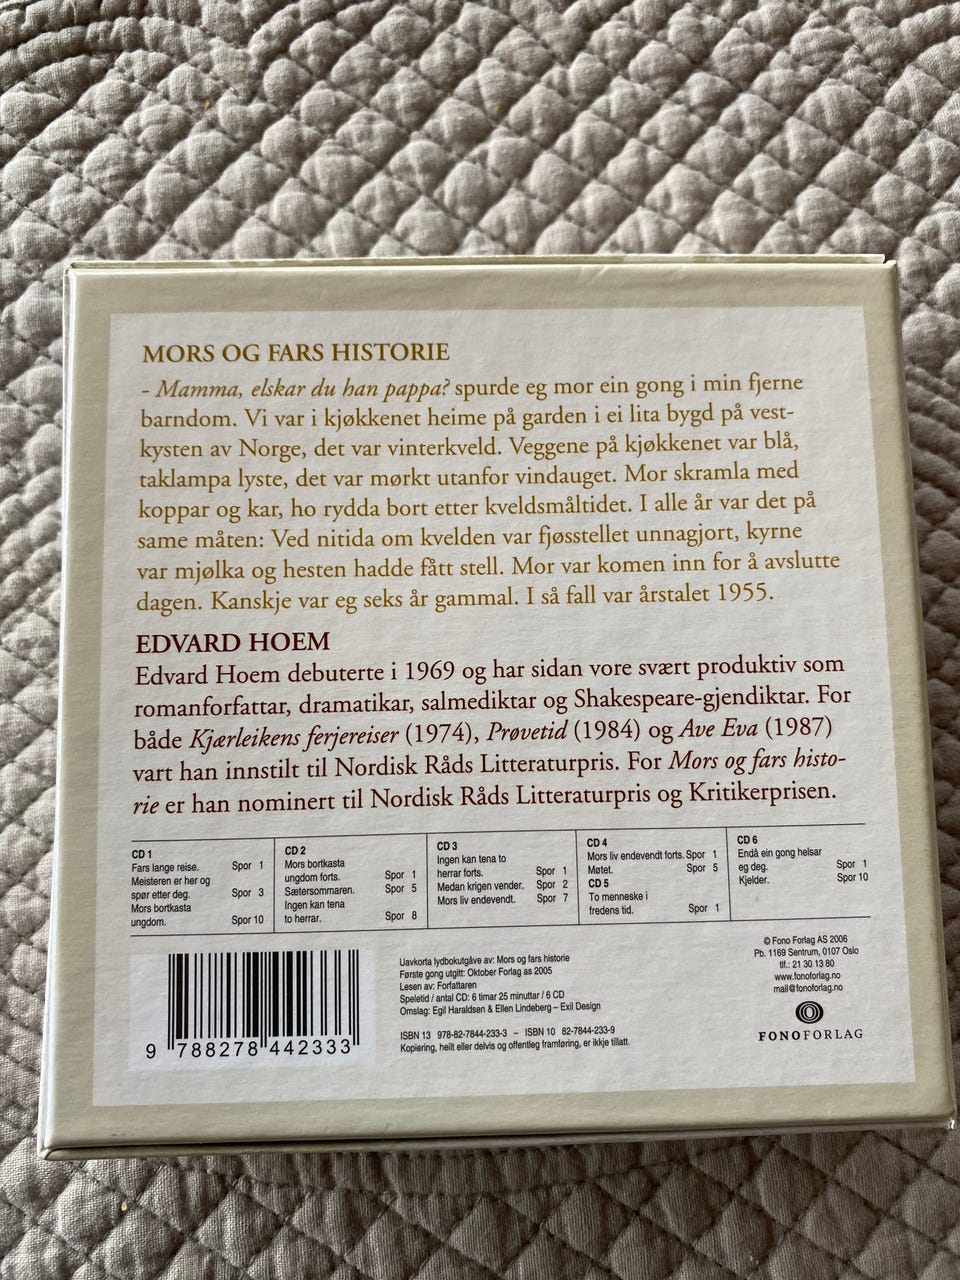 MORS OG FARS HISTORIE
- Mamma, elskar du han pappa? spurde eg mor ein gong i min fjerne
barndom. Vi var i kjøkkenet heime på garden i ei lita bygd på vest-
kysten av Norge, det var vinterkveld. Veggene på kjøkkenet var blå,
taklampa lyste, det var mørkt utanfor vindauget. Mor skramla med
koppar og kar, ho rydda bort etter kveldsmåltidet. I alle år var det på
same måten: Ved nitida om kvelden var fjøsstellet unnagjort, kyrne
var mjølka og hesten hadde fått stell. Mor var komen inn for å avslutte
dagen. Kanskje var eg seks år gammal. I så fall var årstalet 1955.
EDVARD HOEM
Edvard Hoem debuterte i 1969 og har sidan vore svært produktiv som
romanforfattar, dramatikar, salmediktar og Shakespeare-gjendiktar. For
både Kjærleikens ferjereiser (1974), Prøvetid (1984) og Ave Eva (1987)
vart han innstilt til Nordisk Råds Litteraturpris. For Mors og fars histo-
rie er han nominert til Nordisk Råds Litteraturpris og Kritikerprisen.
CD 1
Fars lange reise. Spor 1
Meisteren er her og
spør etter deg. Spor 3
Mors bortkasta
ungdom. Spor 10
CD 2
Mors bortkasta
ungdom forts. Spor 1
Sætersommaren. Spor 5
Ingen kan tena
to herrar. Spor 8
CD 3
Ingen kan tena to
herrar forts. Spor 1
Medan krigen vender. Spor 2
Mors liv endevendt. Spor 7
CD 4
Mors liv endevendt forts. Spor 1
Møtet. Spor 5
CD 5
To menneske i
fredens tid. Spor 1
CD 6
Endå ein gong helsar
eg deg. Spor 1
Kjelder. Spor 10
9 788278 442333
Uavkorta lydbokutgåve av: Mors og fars historie
Første gong utgitt: Oktober Forlag as 2005
Lesen av: Forfattaren
Speletid / antal CD: 6 timar 25 minuttar / 6 CD
Omslag: Egil Haraldsen & Ellen Lindeberg – Exil Design
ISBN 13 978-82-7844-233-3 – ISBN 10 82-7844-233-9
Kopiering, heilt eller delvis og offentleg framføring, er ikkje tillatt.
© Fono Forlag AS 2006
Pb. 1169 Sentrum, 0107 Oslo
tlf.: 21 30 13 80
www.fonoforlag.no
mail@fonoforlag.no
FONOFORLAG